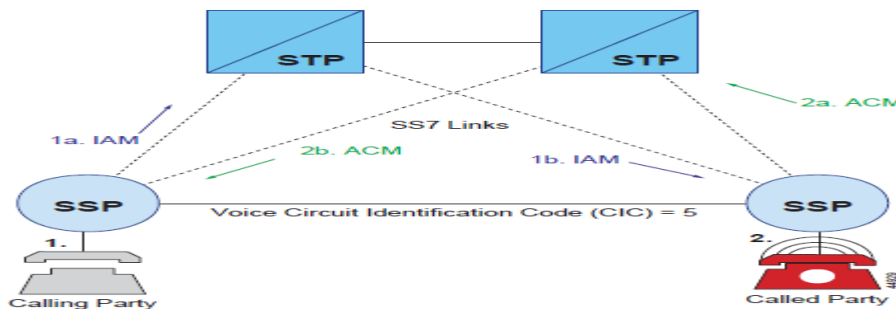 STP
STP
1a. IAM
2a. ACM
SS7 Links
2b. ACM
1b. IAM
SSP
SSP
Voice Circuit Identification Code (CIC) = 5
1.
2.
Calling Party
Called Party